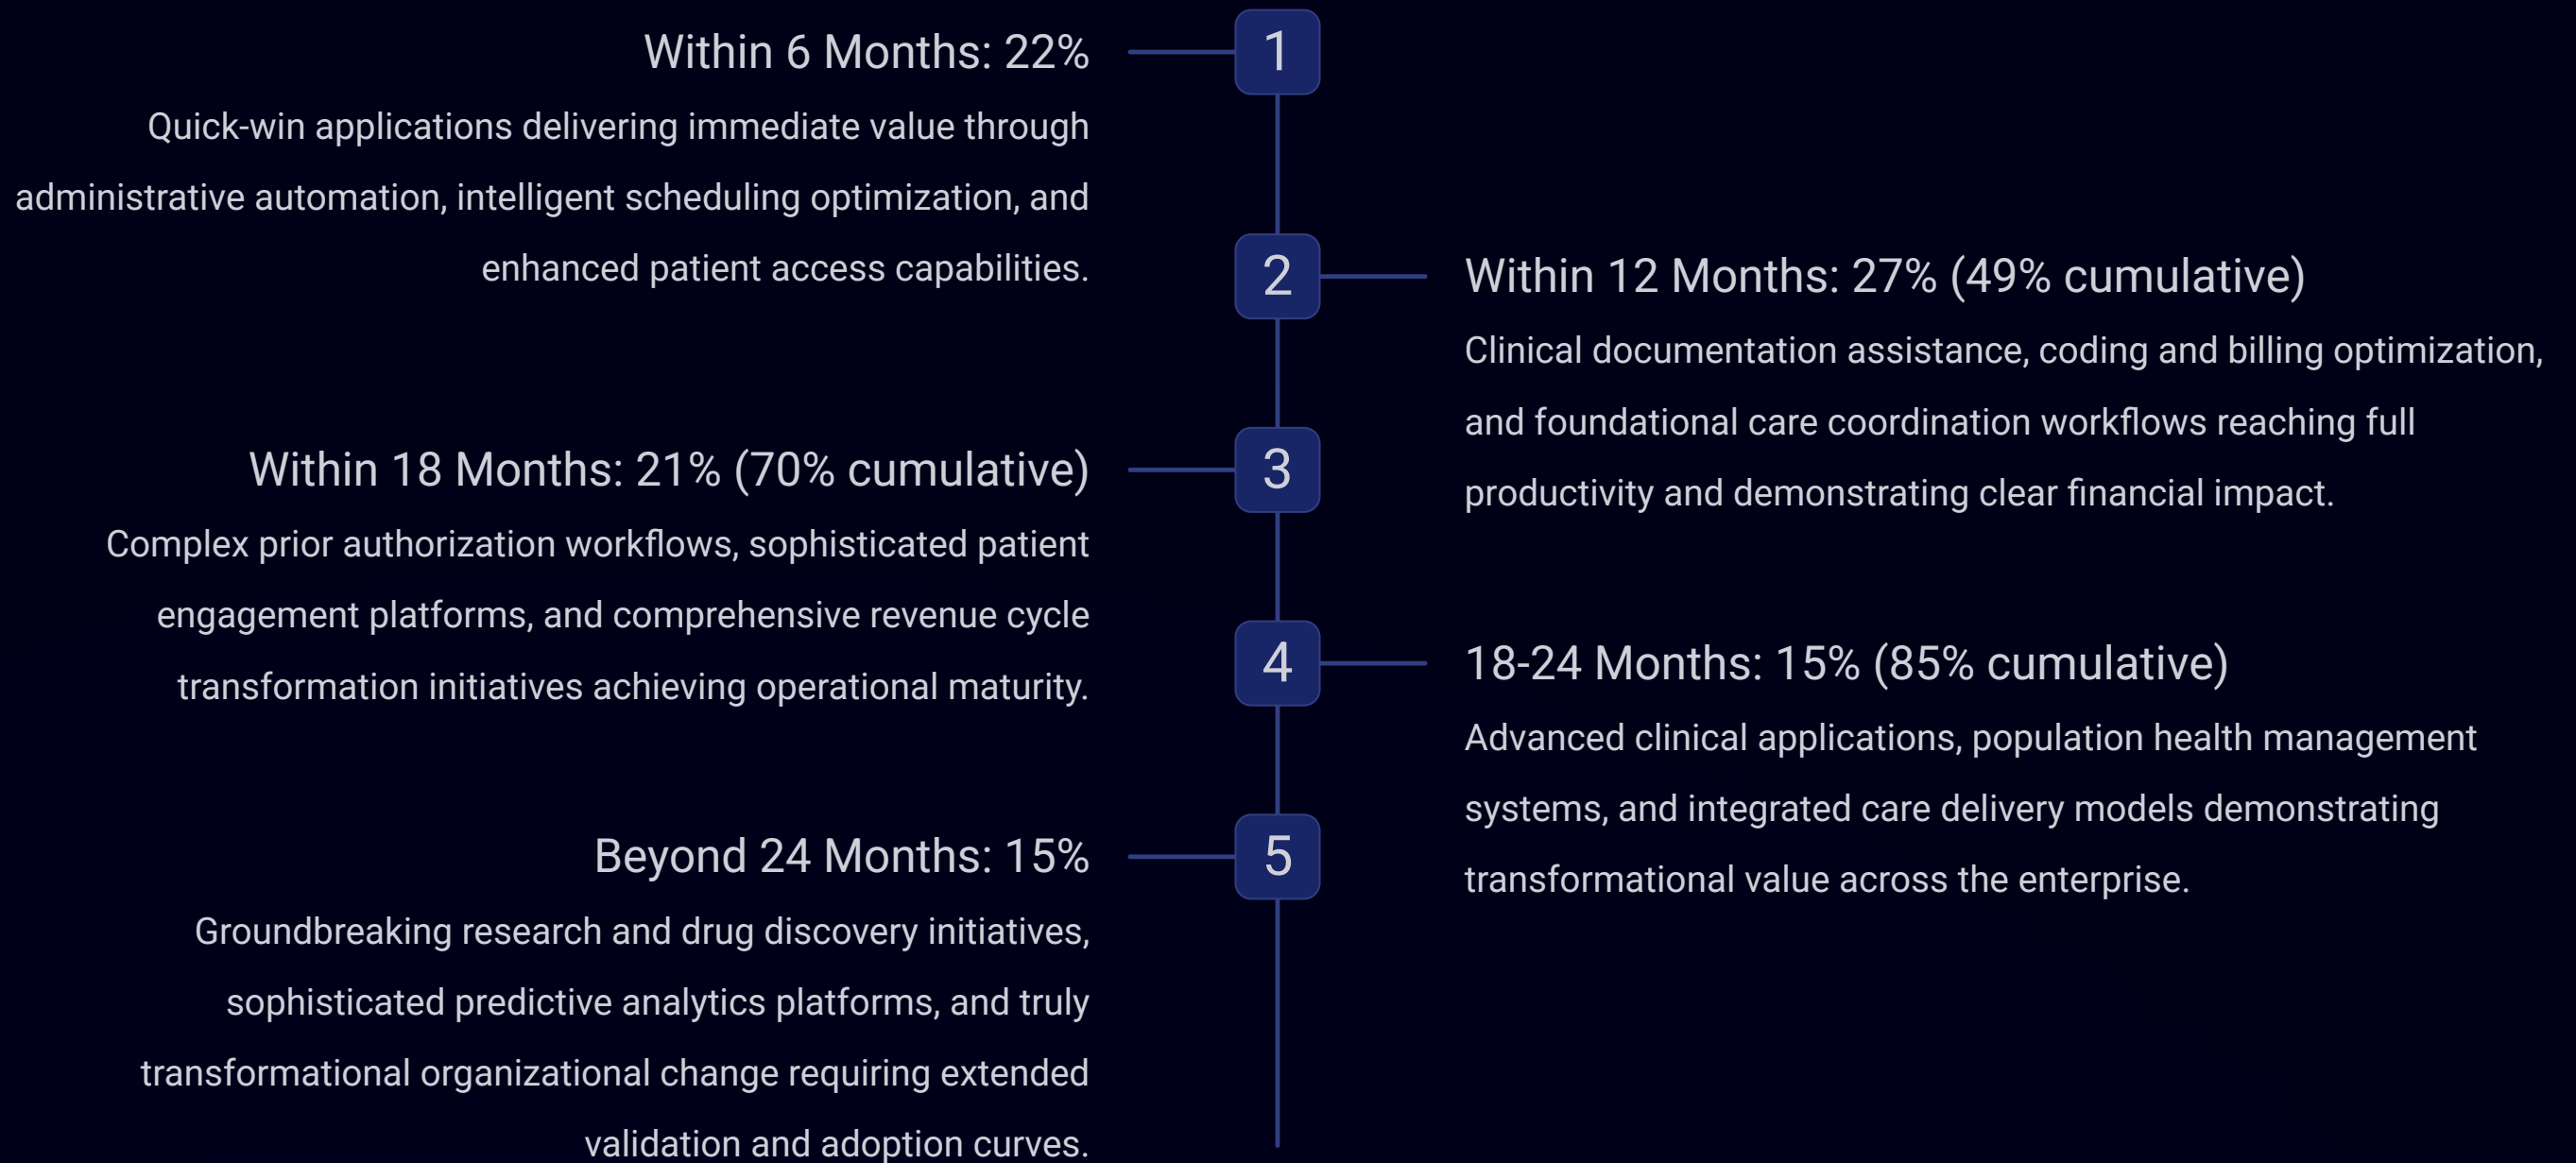 1
Within 6 Months: 22%
Quick-win applications delivering immediate value through
administrative automation, intelligent scheduling optimization, and
enhanced patient access capabilities.
2
Within 12 Months: 27% (49% cumulative)
Clinical documentation assistance, coding and billing optimization,
and foundational care coordination workflows reaching full
productivity and demonstrating clear financial impact.
3
Within 18 Months: 21% (70% cumulative)
Complex prior authorization workflows, sophisticated patient
engagement platforms, and comprehensive revenue cycle
transformation initiatives achieving operational maturity.
4
18-24 Months: 15% (85% cumulative)
Advanced clinical applications, population health management
systems, and integrated care delivery models demonstrating
transformational value across the enterprise.
5
Beyond 24 Months: 15%
Groundbreaking research and drug discovery initiatives,
sophisticated predictive analytics platforms, and truly
transformational organizational change requiring extended
validation and adoption curves.